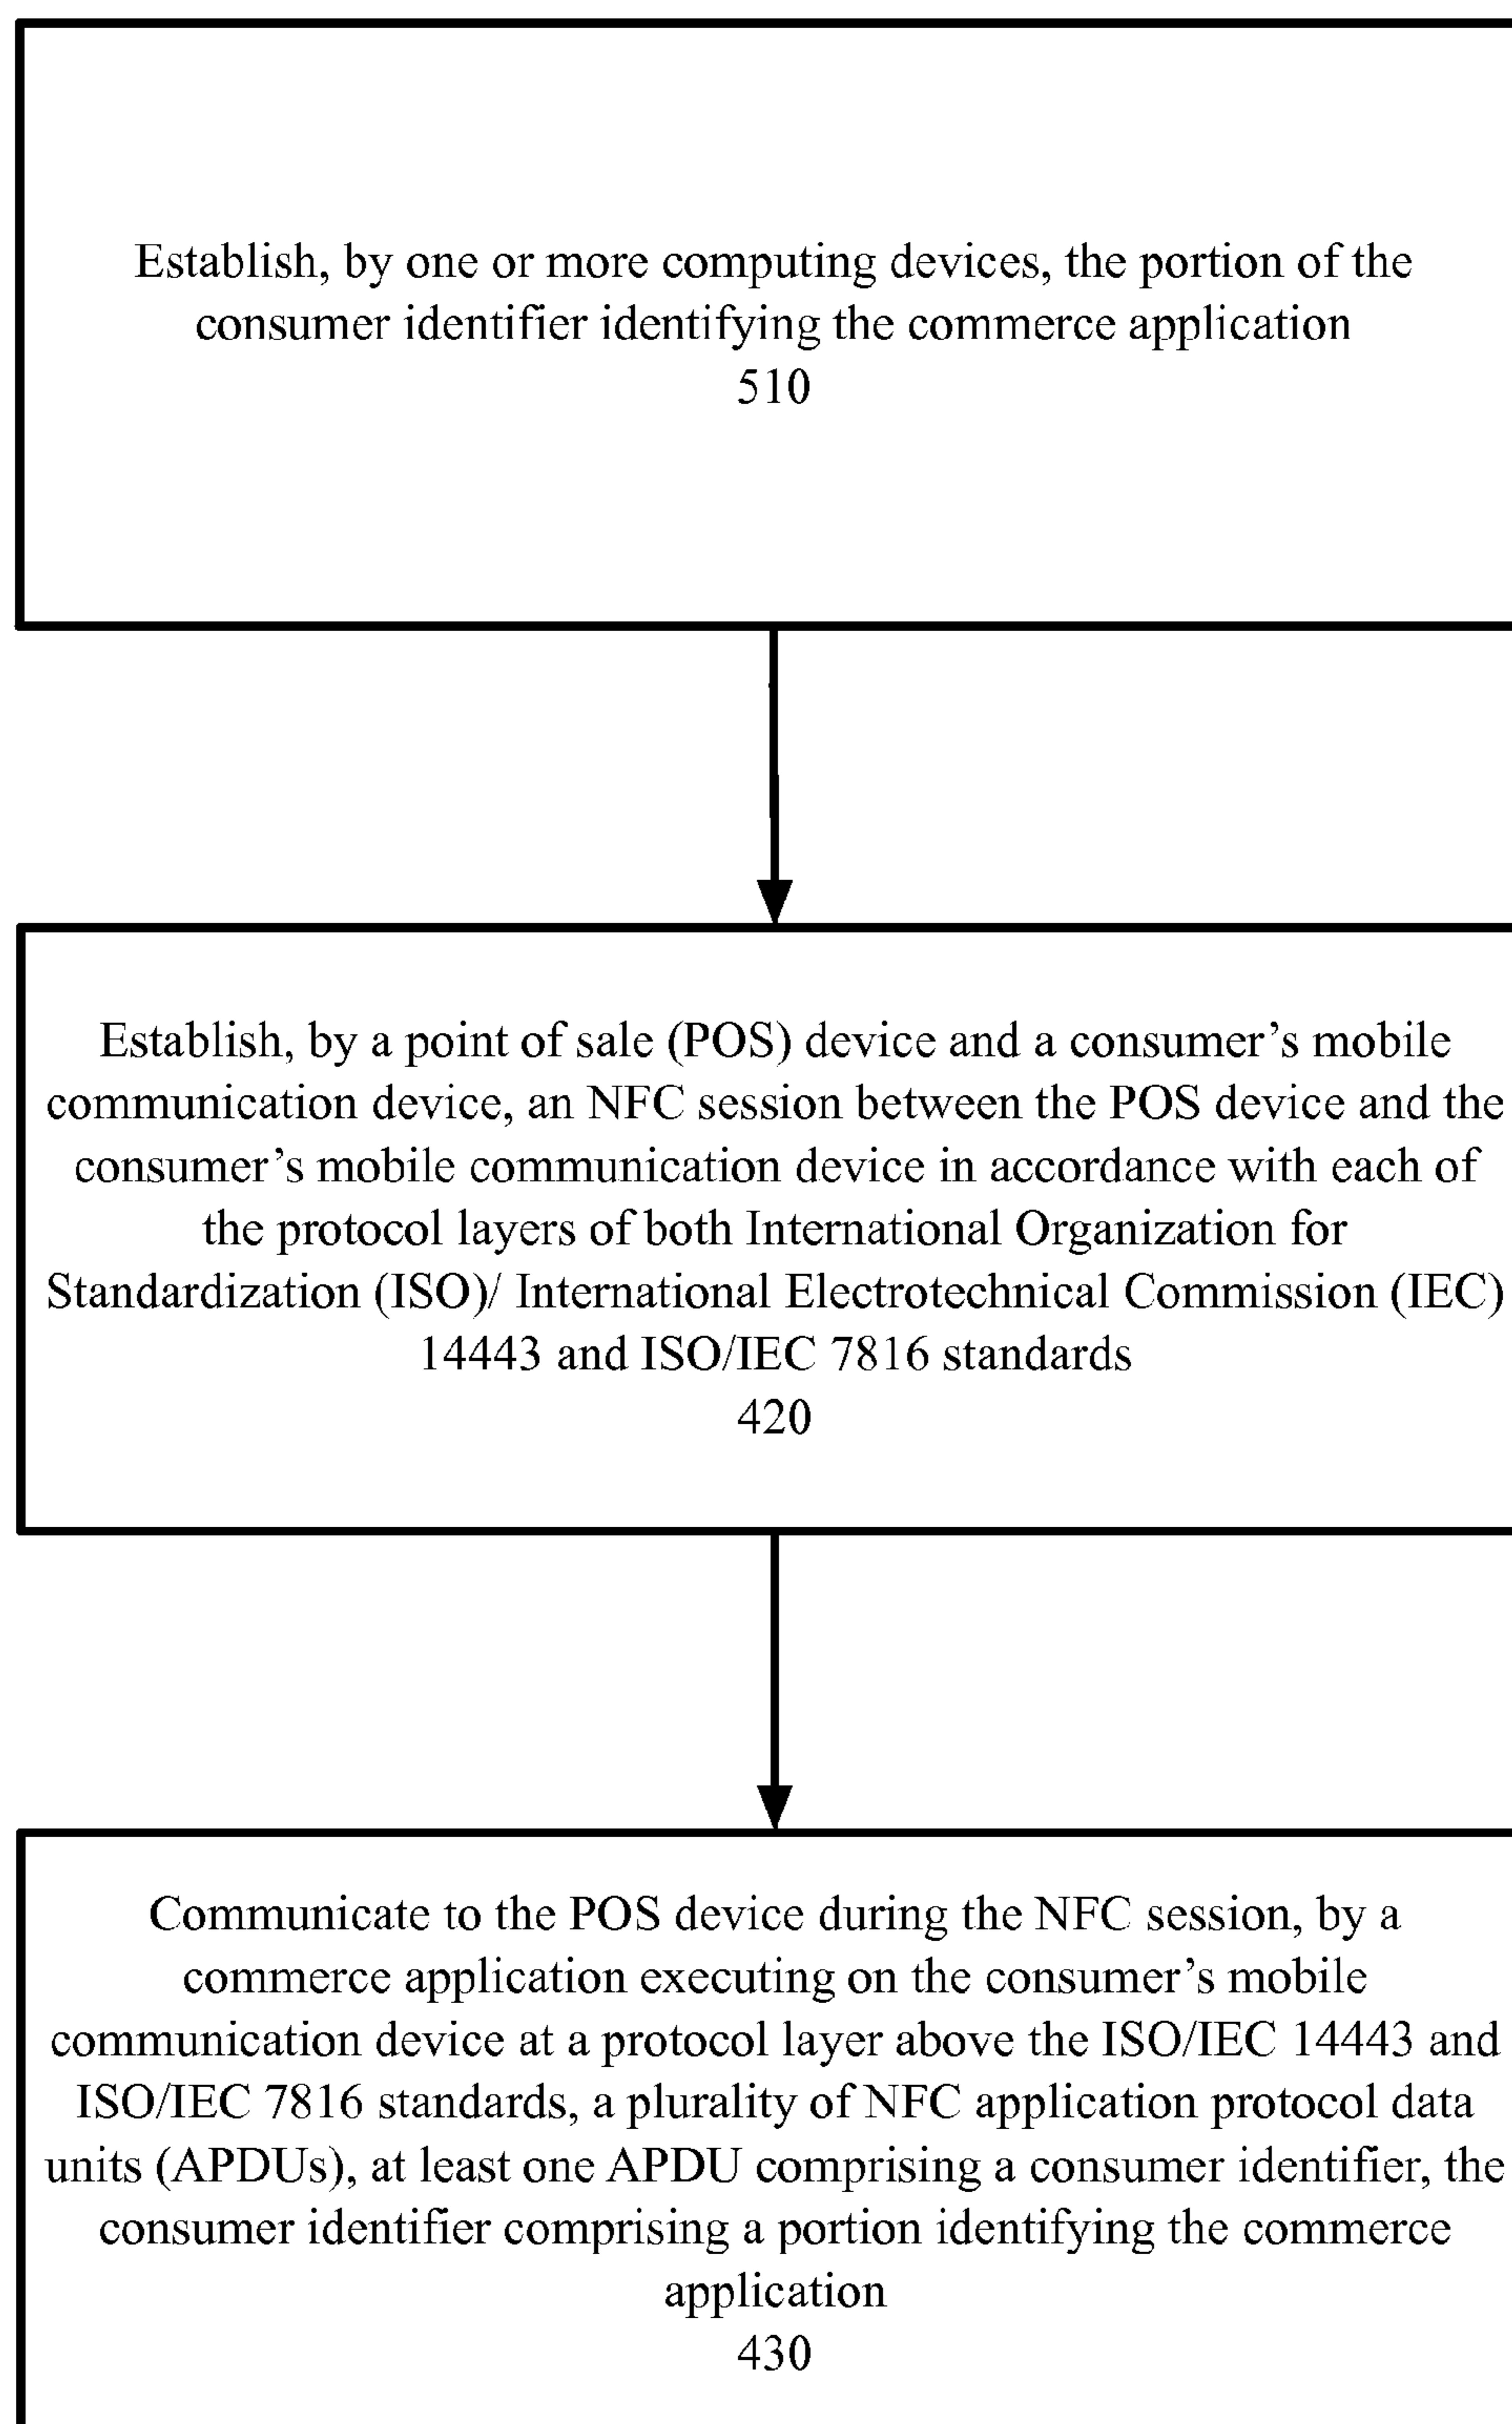 Establish, by one or more computing devices, the portion of the
consumer identifier identifying the commerce application
510
Establish, by a point of sale (POS) device and a consumer’s mobile
communication device, an NFC session between the POS device and the
consumer’s mobile communication device in accordance with each of
the protocol layers of both International Organization for
Standardization (ISO)/ International Electrotechnical Commission (IEC)
14443 and ISO/IEC 7816 standards
420
Communicate to the POS device during the NFC session, by a
commerce application executing on the consumer’s mobile
communication device at a protocol layer above the ISO/IEC 14443 and
ISO/IEC 7816 standards, a plurality of NFC application protocol data
units (APDUs), at least one APDU comprising a consumer identifier, the
consumer identifier comprising a portion identifying the commerce
application
430